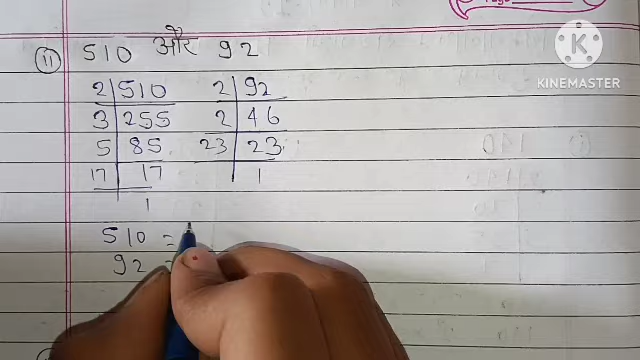 KINEMASTER
(11) 510 और 92
2 | 510 2 | 92
3 | 255 2 | 46
5 | 85 23 | 23
17 | 17 1
1
510 =
92 =